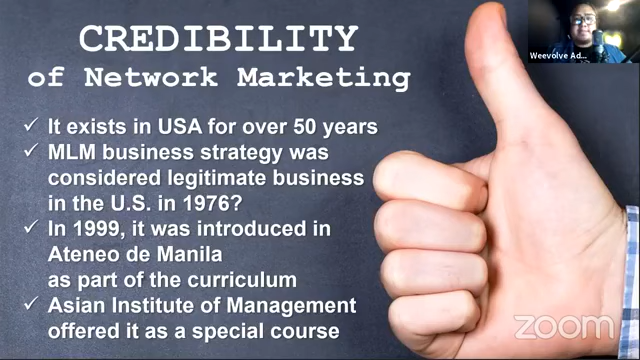 CREDIBILITY
of Network Marketing
✓ It exists in USA for over 50 years
✓ MLM business strategy was
considered legitimate business
in the U.S. in 1976?
✓ In 1999, it was introduced in
Ateneo de Manila
as part of the curriculum
✓ Asian Institute of Management
offered it as a special course
Weevolve Ad...
zoom